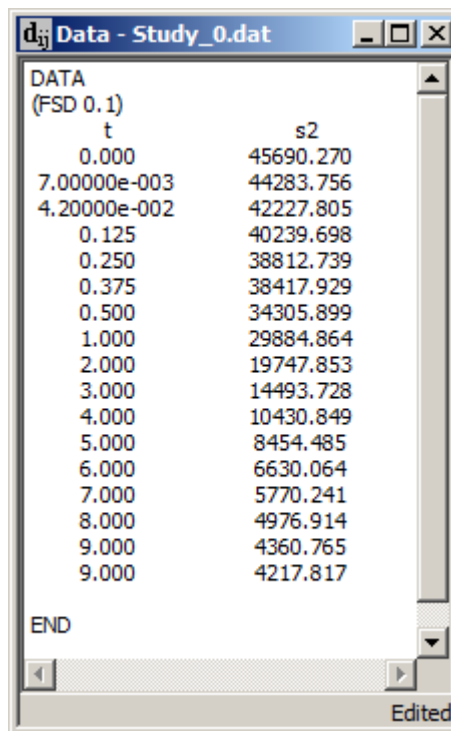 dij Data - Study_0.dat
DATA
(FSD 0.1)
t s2
0.000 45690.270
7.00000e-003 44283.756
4.20000e-002 42227.805
0.125 40239.698
0.250 38812.739
0.375 38417.929
0.500 34305.899
1.000 29884.864
2.000 19747.853
3.000 14493.728
4.000 10430.849
5.000 8454.485
6.000 6630.064
7.000 5770.241
8.000 4976.914
9.000 4360.765
9.000 4217.817
END
Edited